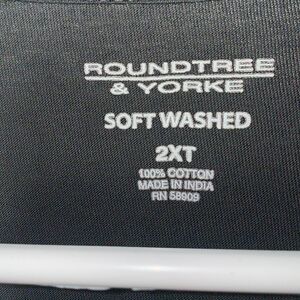 ROUNDTREE
& YORKE
SOFT WASHED
2XT
100% COTTON
MADE IN INDIA
RN 58909